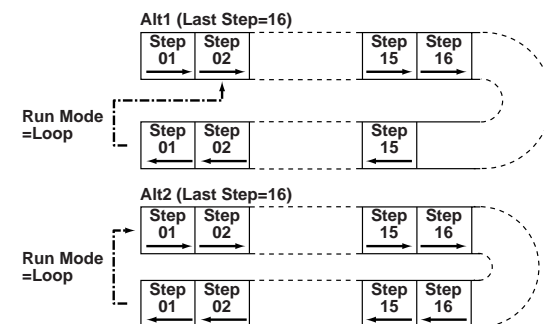 Alt1 (Last Step=16)
Step 01 Step 02 Step 15 Step 16
Run Mode
=Loop
Step 01 Step 02 Step 15
Alt2 (Last Step=16)
Step 01 Step 02 Step 15 Step 16
Run Mode
=Loop
Step 01 Step 02 Step 15 Step 16